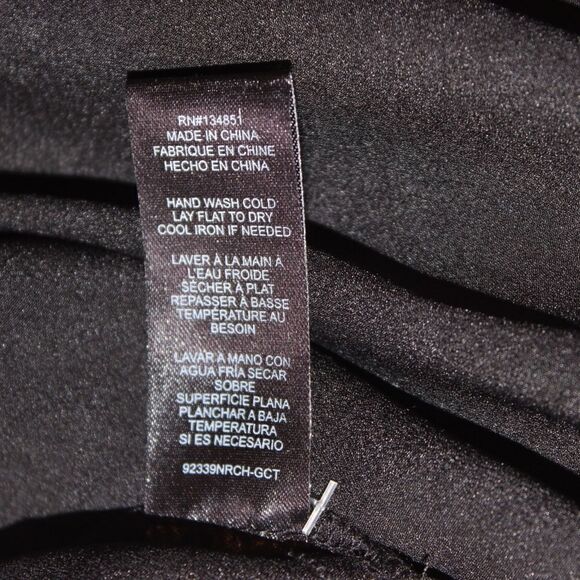 RN#134851
MADE IN CHINA
FABRIQUE EN CHINE
HECHO EN CHINA
HAND WASH COLD
LAY FLAT TO DRY
COOL IRON IF NEEDED
LAVER À LA MAIN À
L'EAU FROIDE
SÉCHER À PLAT
REPASSER À BASSE
TEMPÉRATURE AU
BESOIN
LAVAR A MANO CON
AGUA FRÍA SECAR
SOBRE
SUPERFICIE PLANA
PLANCHAR A BAJA
TEMPERATURA
SI ES NECESARIO
92339NRCH-GCT